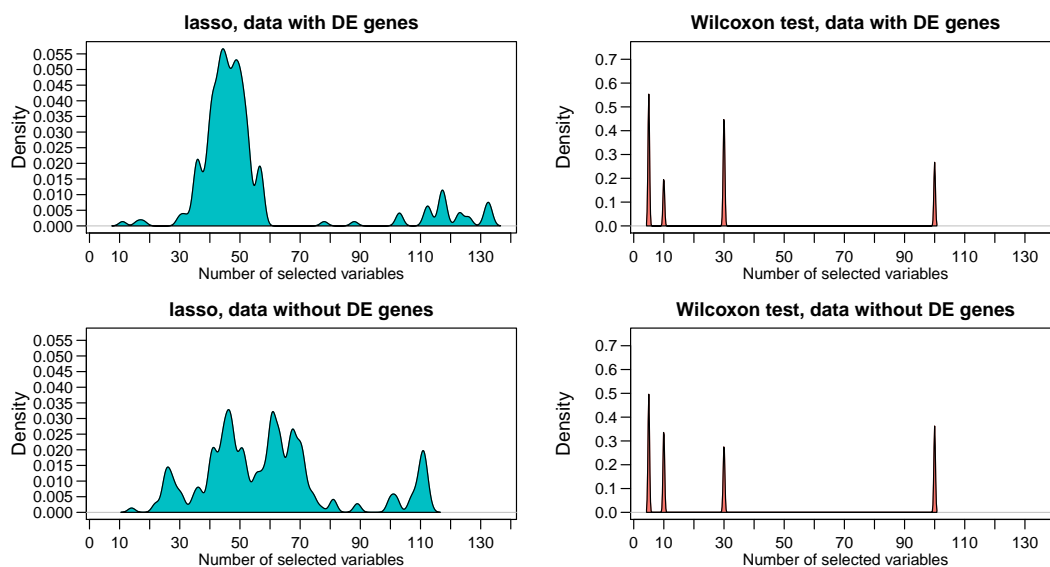 lasso, data with DE genes
Density
0.055
0.050
0.045
0.040
0.035
0.030
0.025
0.020
0.015
0.010
0.005
0.000
0 10 30 50 70 90 110 130
Number of selected variables
Wilcoxon test, data with DE genes
Density
0.7
0.6
0.5
0.4
0.3
0.2
0.1
0.0
0 10 30 50 70 90 110 130
Number of selected variables
lasso, data without DE genes
Density
0.055
0.050
0.045
0.040
0.035
0.030
0.025
0.020
0.015
0.010
0.005
0.000
0 10 30 50 70 90 110 130
Number of selected variables
Wilcoxon test, data without DE genes
Density
0.7
0.6
0.5
0.4
0.3
0.2
0.1
0.0
0 10 30 50 70 90 110 130
Number of selected variables